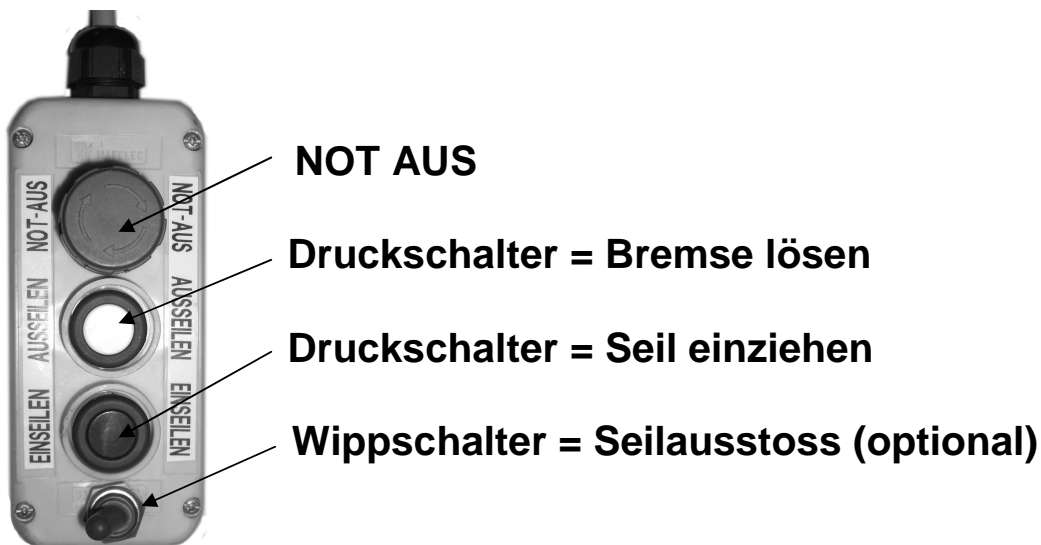 HAFELEC
NOT-AUS
NOT-AUS
NOT AUS
AUSSEILEN
AUSSEILEN
Druckschalter = Bremse lösen
EINSEILEN
EINSEILEN
Druckschalter = Seil einziehen
Wippschalter = Seilausstoss (optional)